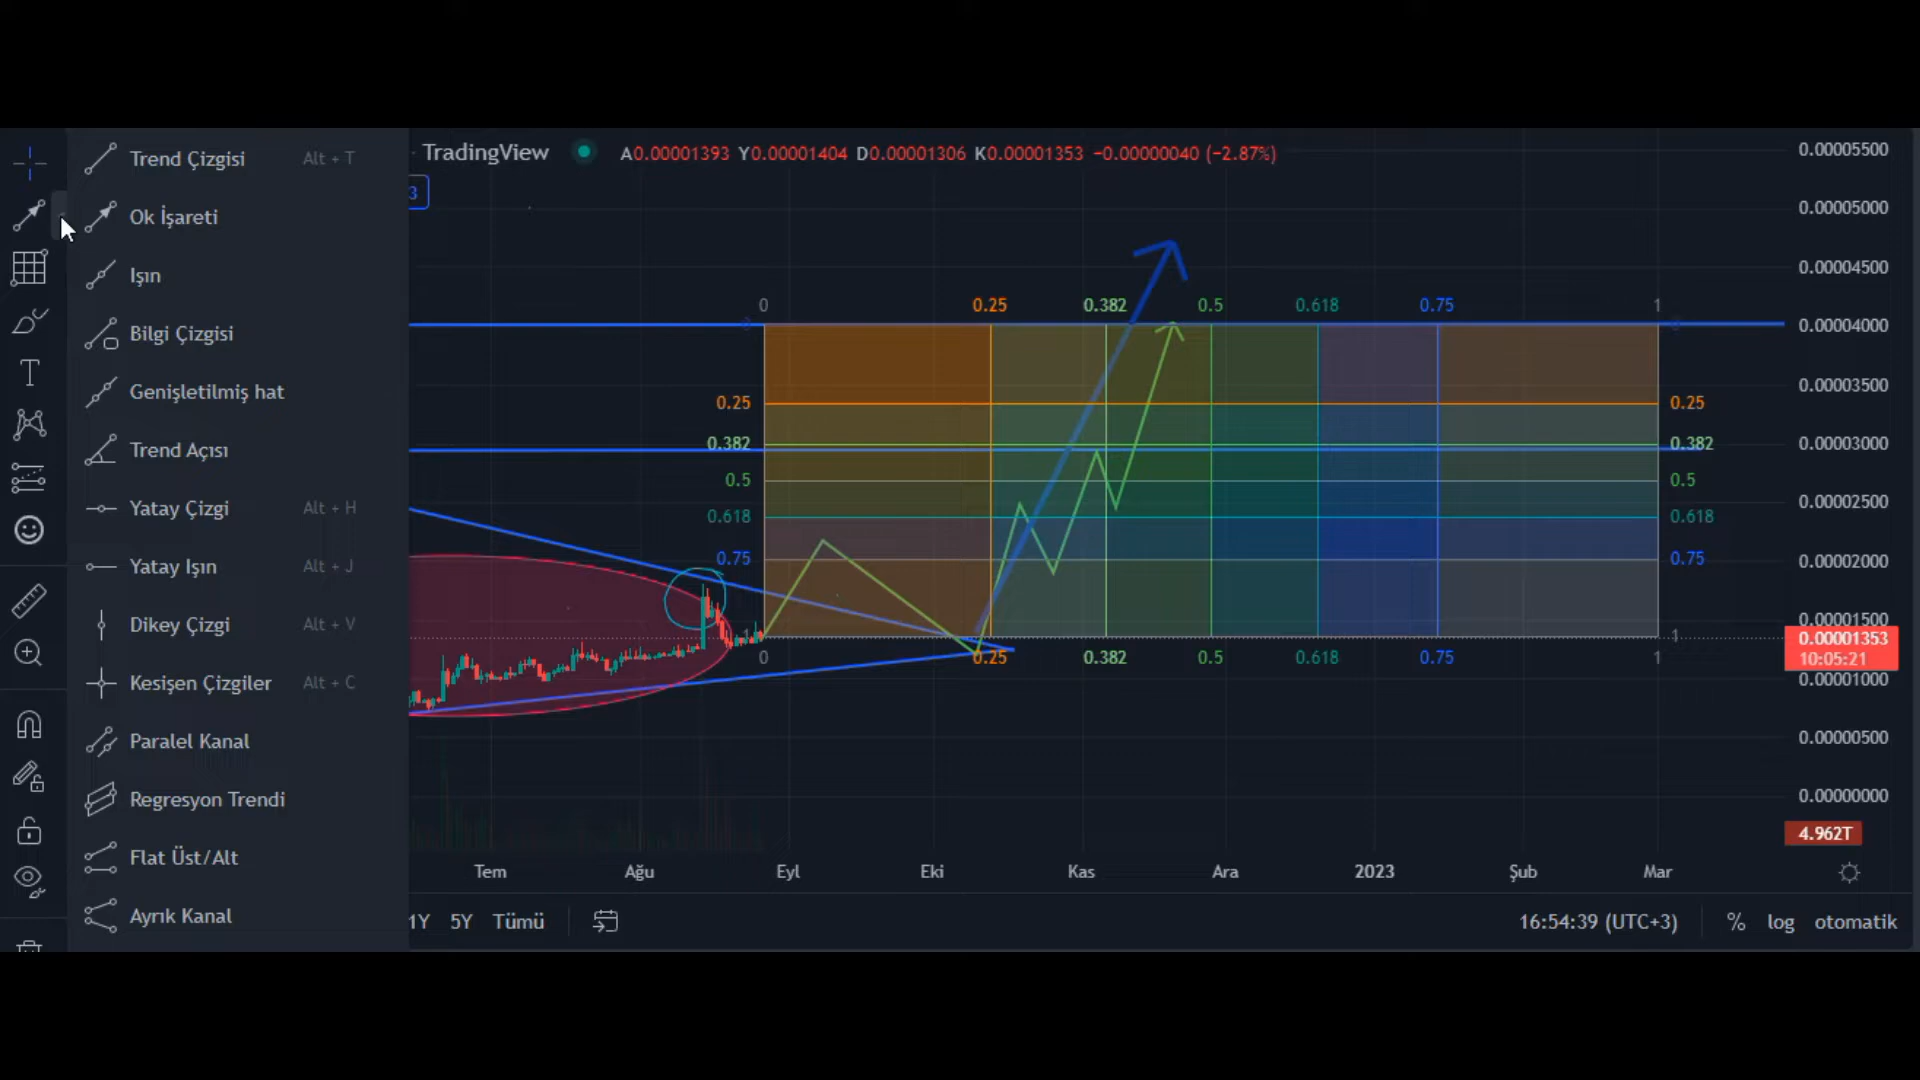 Trend Çizgisi Alt + T
Ok İşareti
Işın
Bilgi Çizgisi
Genişletilmiş hat
Trend Açısı
Yatay Çizgi Alt + H
Yatay Işın Alt + J
Dikey Çizgi Alt + V
Kesişen Çizgiler Alt + C
Paralel Kanal
Regresyon Trendi
Flat Üst/Alt
Ayrık Kanal
TradingView A0.00001393 Y0.00001404 D0.00001306 K0.00001353 −0.00000040 (−2.87%)
3
0 0.25 0.382 0.5 0.618 0.75 1
0.25 0.25
0.382 0.382
0.5 0.5
0.618 0.618
0.75 0.75
1 1
0 0.25 0.382 0.5 0.618 0.75 1
0.00005500
0.00005000
0.00004500
0.00004000
0.00003500
0.00003000
0.00002500
0.00002000
0.00001500
0.00001353
10:05:21
0.00001000
0.00000500
0.00000000
4.962T
Tem Ağu Eyl Eki Kas Ara 2023 Şub Mar
1Y 5Y Tümü 16:54:39 (UTC+3) % log otomatik